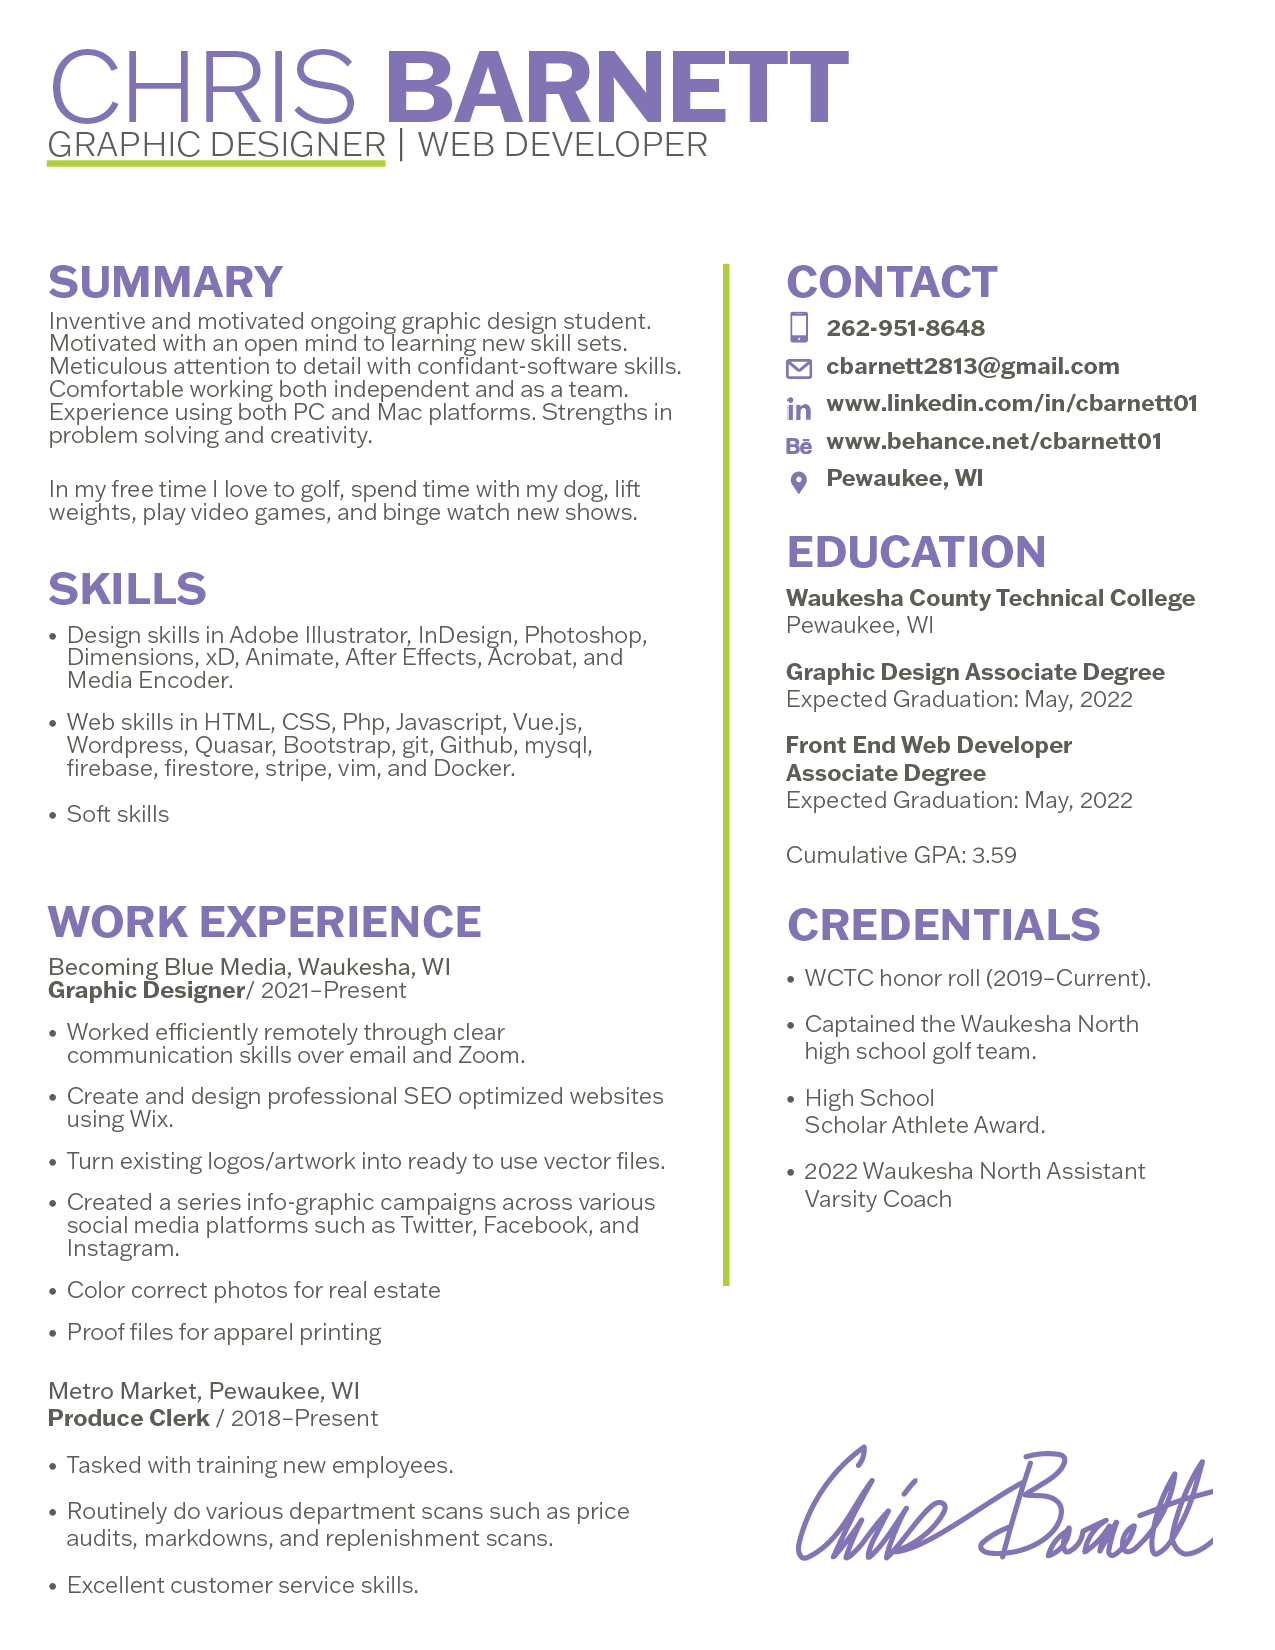 CHRIS BARNETT
GRAPHIC DESIGNER | WEB DEVELOPER
SUMMARY
Inventive and motivated ongoing graphic design student.
Motivated with an open mind to learning new skill sets.
Meticulous attention to detail with confidant-software skills.
Comfortable working both independent and as a team.
Experience using both PC and Mac platforms. Strengths in
problem solving and creativity.
In my free time I love to golf, spend time with my dog, lift
weights, play video games, and binge watch new shows.
SKILLS
• Design skills in Adobe Illustrator, InDesign, Photoshop,
Dimensions, xD, Animate, After Effects, Acrobat, and
Media Encoder.
• Web skills in HTML, CSS, Php, Javascript, Vue.js,
Wordpress, Quasar, Bootstrap, git, Github, mysql,
firebase, firestore, stripe, vim, and Docker.
• Soft skills
WORK EXPERIENCE
Becoming Blue Media, Waukesha, WI
Graphic Designer/ 2021–Present
• Worked efficiently remotely through clear
communication skills over email and Zoom.
• Create and design professional SEO optimized websites
using Wix.
• Turn existing logos/artwork into ready to use vector files.
• Created a series info-graphic campaigns across various
social media platforms such as Twitter, Facebook, and
Instagram.
• Color correct photos for real estate
• Proof files for apparel printing
Metro Market, Pewaukee, WI
Produce Clerk / 2018–Present
• Tasked with training new employees.
• Routinely do various department scans such as price
audits, markdowns, and replenishment scans.
• Excellent customer service skills.
CONTACT
262-951-8648
cbarnett2813@gmail.com
in www.linkedin.com/in/cbarnett01
Bē www.behance.net/cbarnett01
Pewaukee, WI
EDUCATION
Waukesha County Technical College
Pewaukee, WI
Graphic Design Associate Degree
Expected Graduation: May, 2022
Front End Web Developer
Associate Degree
Expected Graduation: May, 2022
Cumulative GPA: 3.59
CREDENTIALS
• WCTC honor roll (2019–Current).
• Captained the Waukesha North
high school golf team.
• High School
Scholar Athlete Award.
• 2022 Waukesha North Assistant
Varsity Coach
Chris Barnett